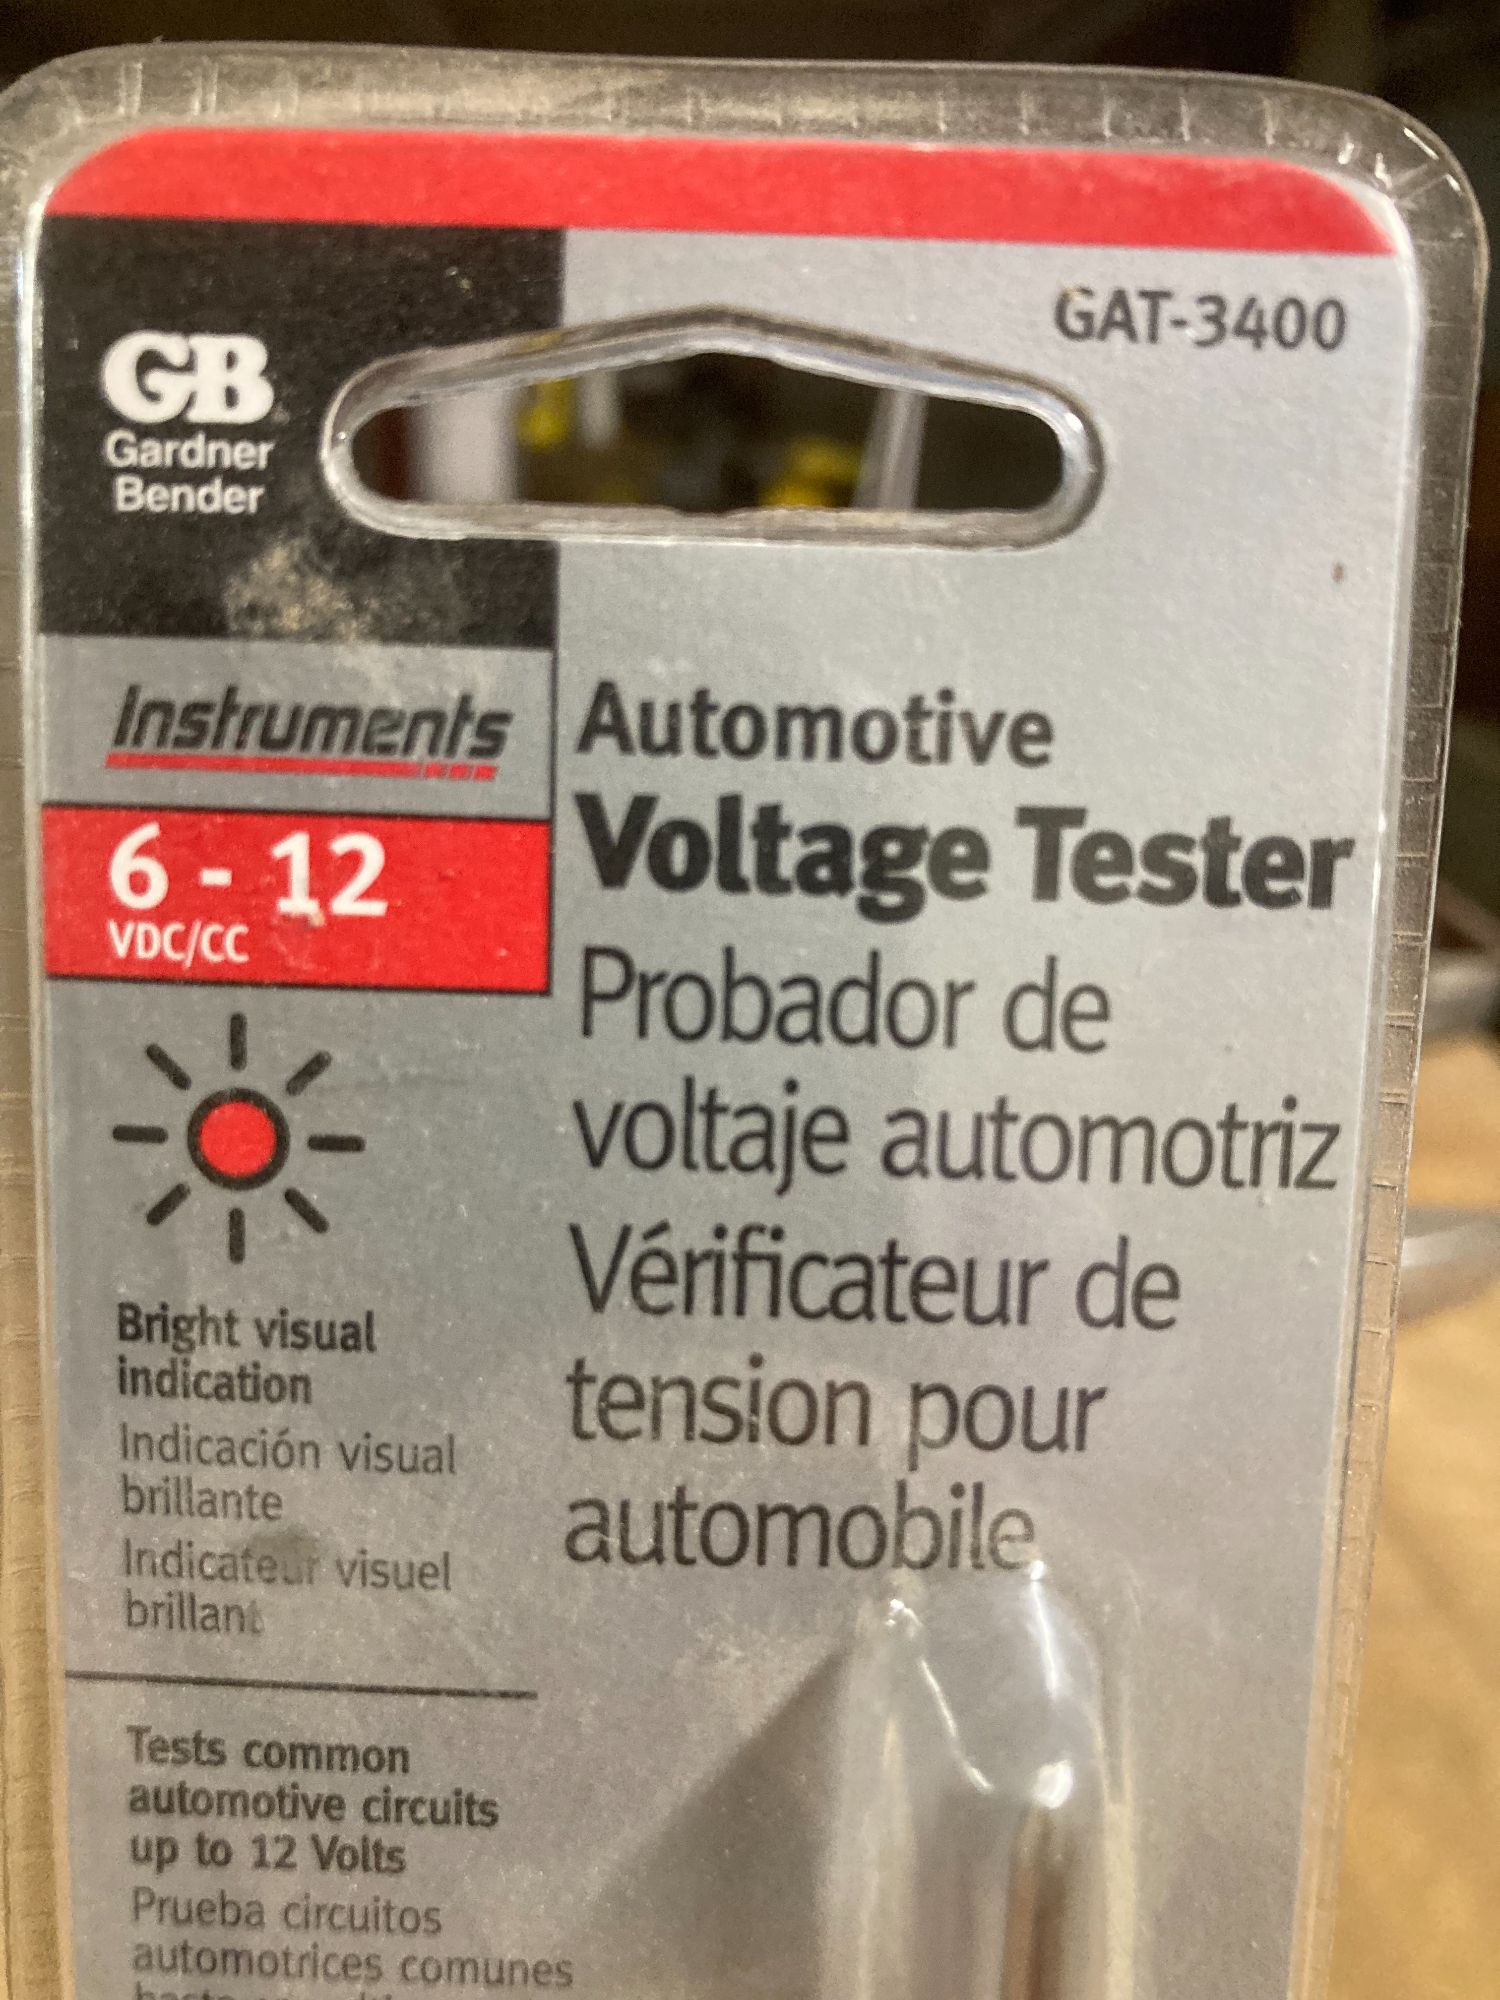 GAT-3400
GB
Gardner
Bender
Instruments
6 - 12
VDC/CC
Automotive
Voltage Tester
Probador de
voltaje automotriz
Vérificateur de
tension pour
automobile
Bright visual
indication
Indicación visual
brillante
Indicateur visuel
brillant
Tests common
automotive circuits
up to 12 Volts
Prueba circuitos
automotrices comunes